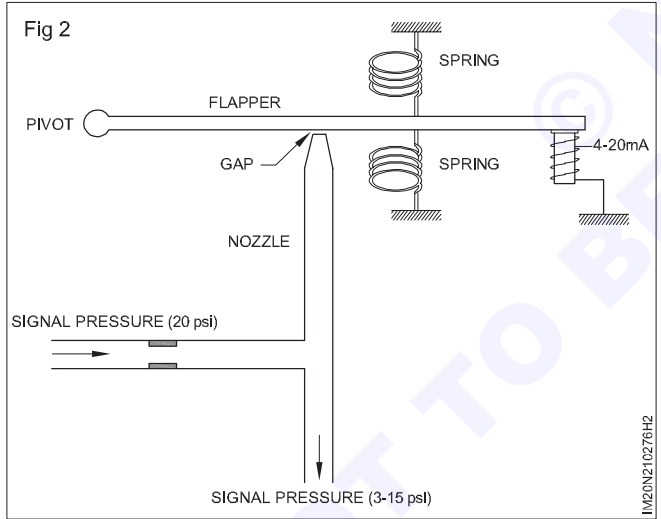 Fig 2
SPRING
FLAPPER
PIVOT
4-20mA
GAP
SPRING
NOZZLE
SIGNAL PRESSURE (20 psi)
SIGNAL PRESSURE (3-15 psI)
IM20N210276H2